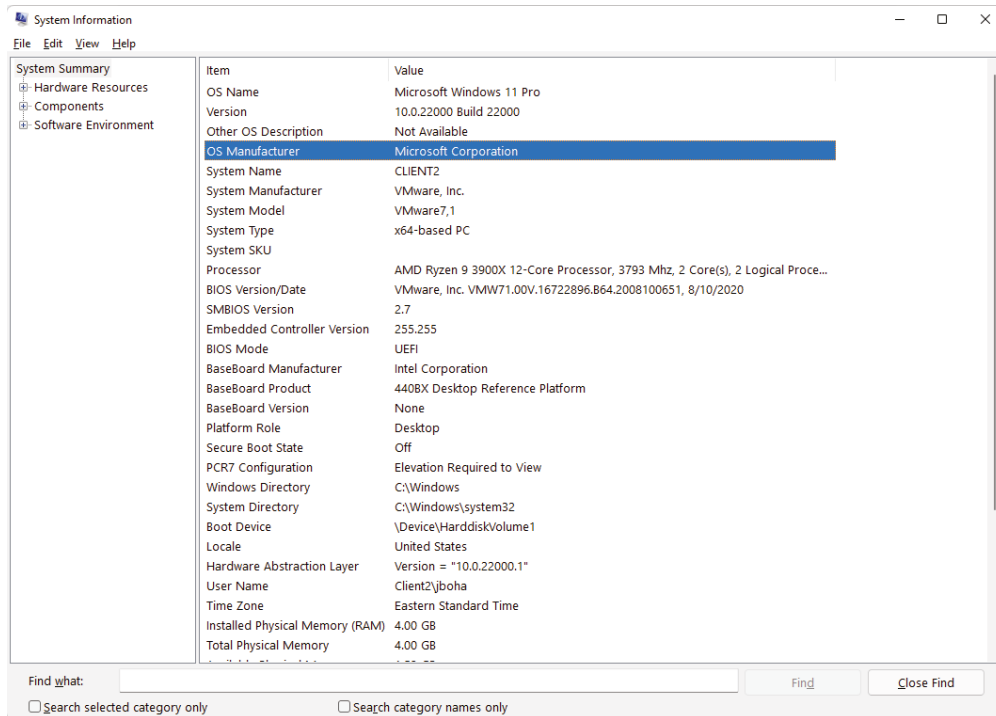 System Information
File Edit View Help
System Summary
Hardware Resources
Components
Software Environment
Item Value
OS Name Microsoft Windows 11 Pro
Version 10.0.22000 Build 22000
Other OS Description Not Available
OS Manufacturer Microsoft Corporation
System Name CLIENT2
System Manufacturer VMware, Inc.
System Model VMware7,1
System Type x64-based PC
System SKU
Processor AMD Ryzen 9 3900X 12-Core Processor, 3793 Mhz, 2 Core(s), 2 Logical Proce...
BIOS Version/Date VMware, Inc. VMW71.00V.16722896.B64.2008100651, 8/10/2020
SMBIOS Version 2.7
Embedded Controller Version 255.255
BIOS Mode UEFI
BaseBoard Manufacturer Intel Corporation
BaseBoard Product 440BX Desktop Reference Platform
BaseBoard Version None
Platform Role Desktop
Secure Boot State Off
PCR7 Configuration Elevation Required to View
Windows Directory C:\Windows
System Directory C:\Windows\system32
Boot Device \Device\HarddiskVolume1
Locale United States
Hardware Abstraction Layer Version = "10.0.22000.1"
User Name Client2\jboha
Time Zone Eastern Standard Time
Installed Physical Memory (RAM) 4.00 GB
Total Physical Memory 4.00 GB
Find what: Find Close Find
Search selected category only Search category names only